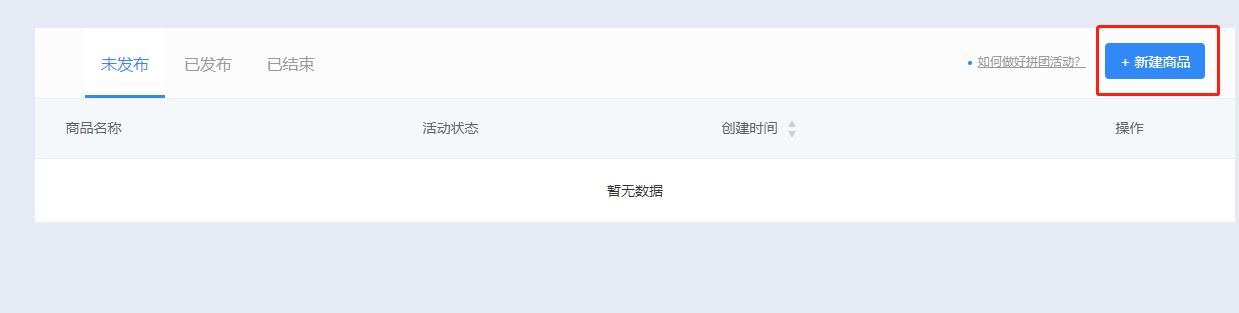 未发布 已发布 已结束 • 如何做好拼团活动? + 新建商品
商品名称 活动状态 创建时间 操作
暂无数据